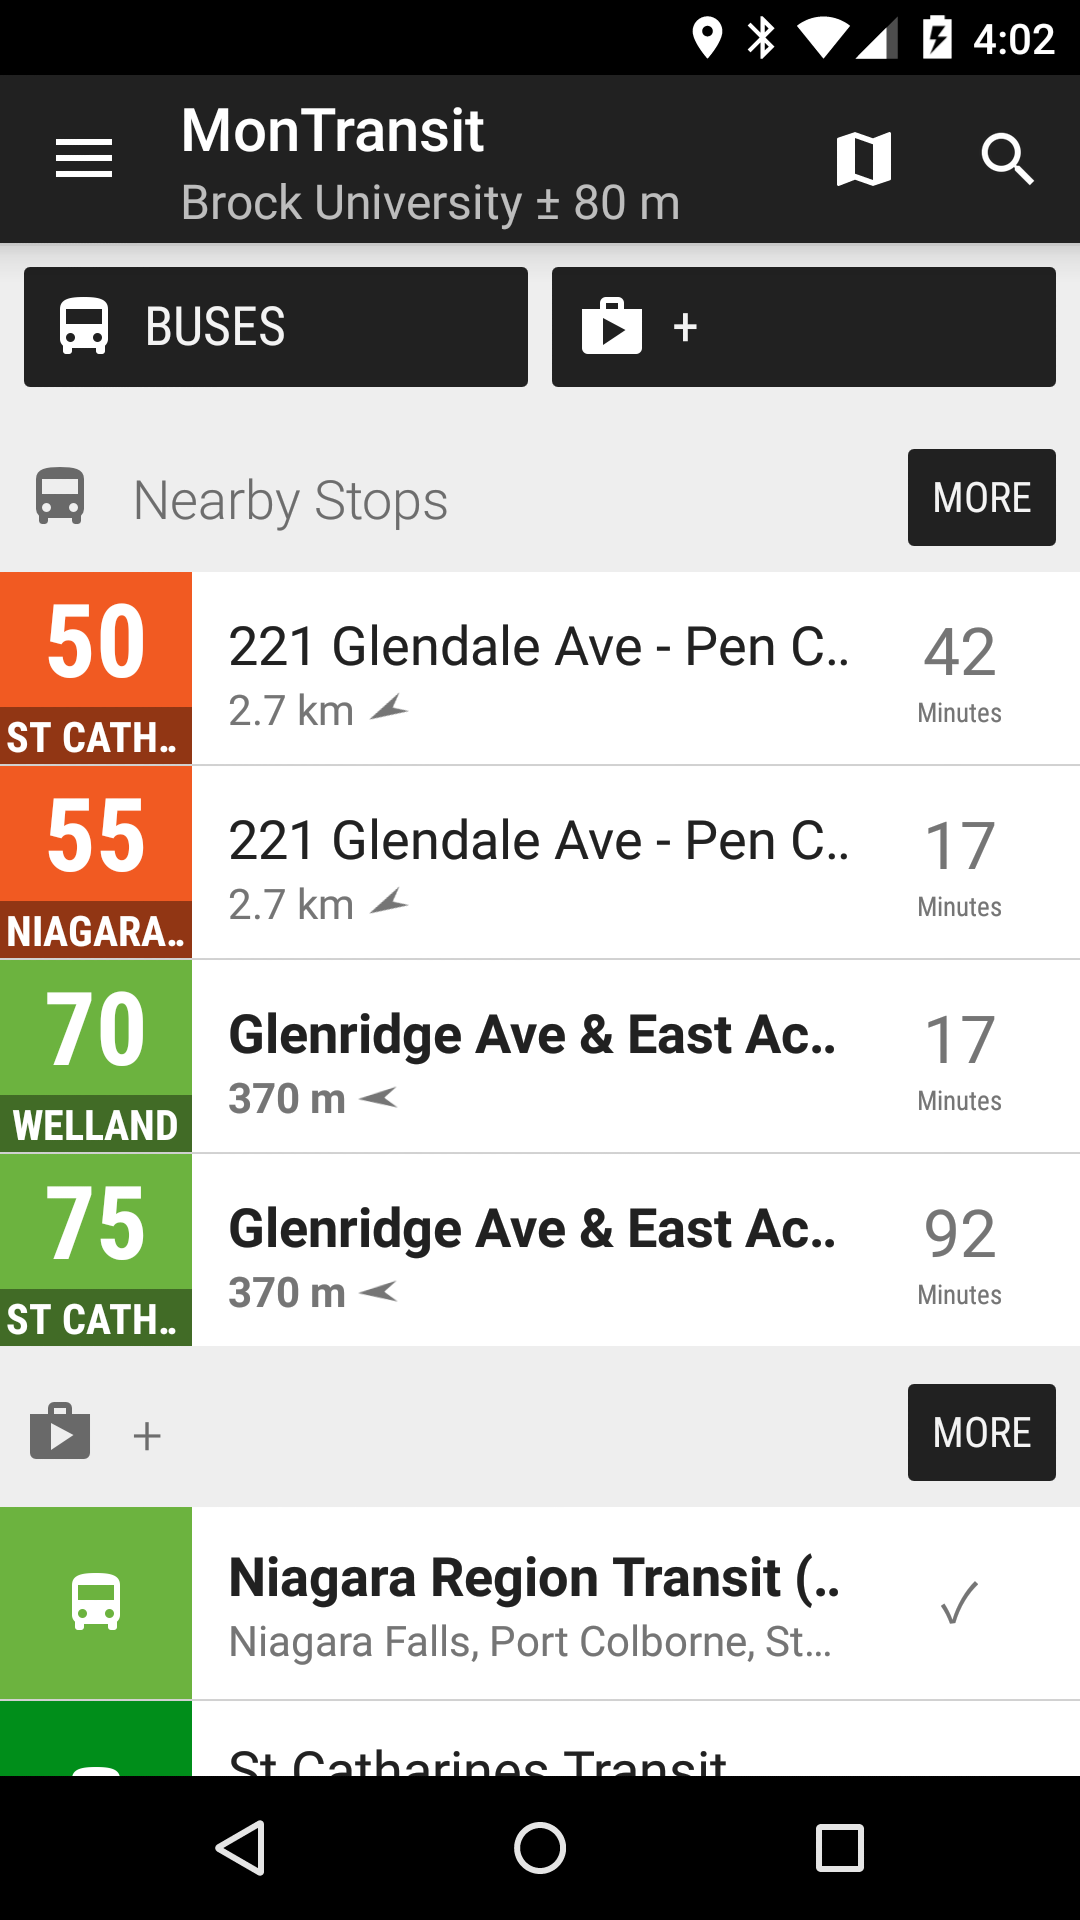 4:02
MonTransit
Brock University ± 80 m
BUSES
+
Nearby Stops
MORE
50
ST CATH..
221 Glendale Ave - Pen C..
2.7 km
42
Minutes
55
NIAGARA..
221 Glendale Ave - Pen C..
2.7 km
17
Minutes
70
WELLAND
Glenridge Ave & East Ac..
370 m
17
Minutes
75
ST CATH..
Glenridge Ave & East Ac..
370 m
92
Minutes
+
MORE
Niagara Region Transit (..
Niagara Falls, Port Colborne, St...
St Catharines Transit